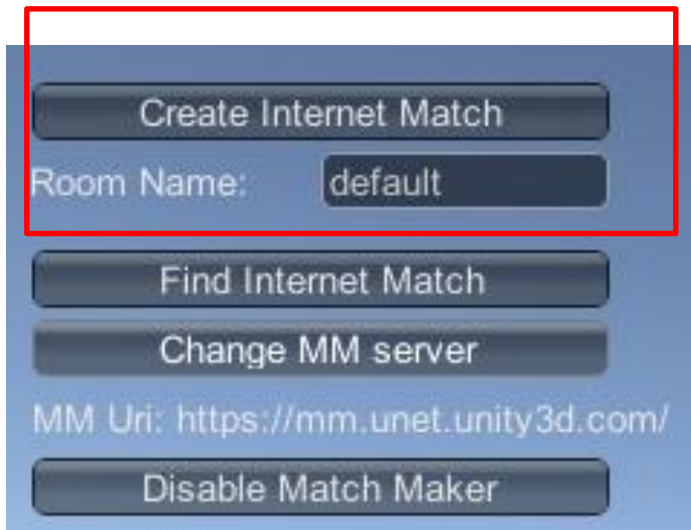 Create Internet Match
Room Name: default
Find Internet Match
Change MM server
MM Uri: https://mm.unet.unity3d.com/
Disable Match Maker